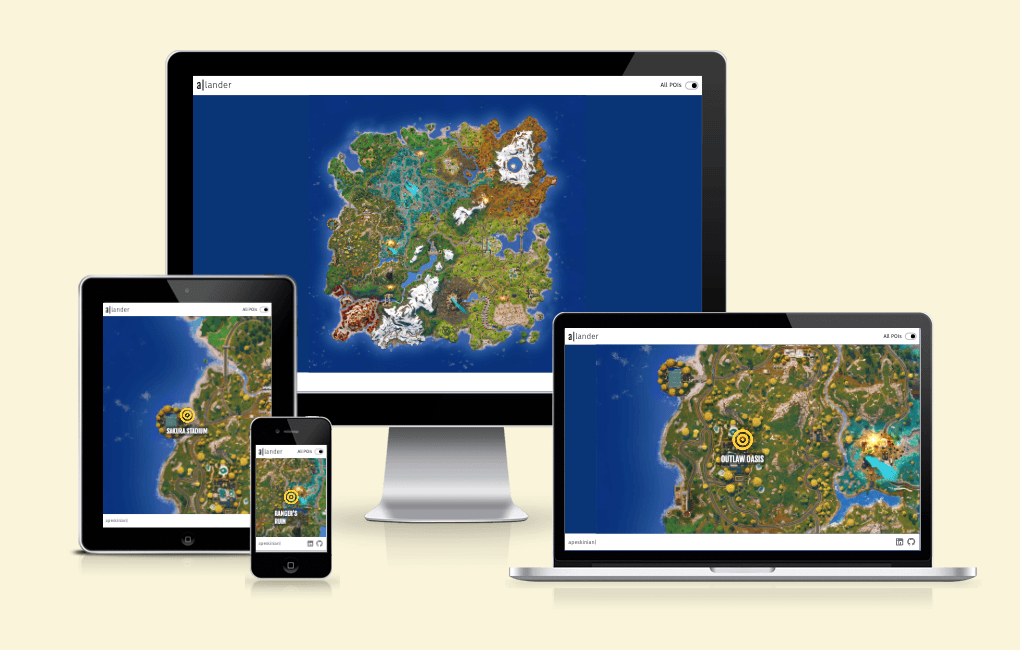 a|lander
All POIs
a|lander
All POIs
SAKURA STADIUM
apeskinian|
a|lander
All POIs
RANGER'S
RUIN
apeskinian|
a|lander
All POIs
OUTLAW OASIS
apeskinian|